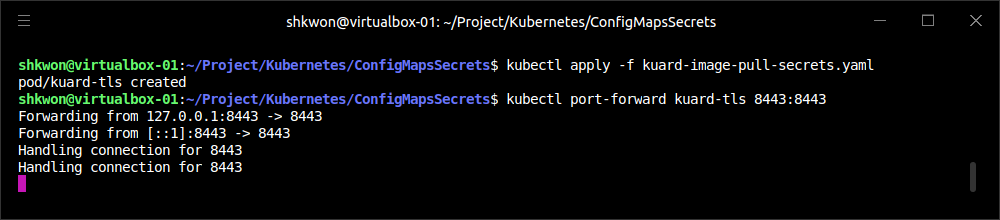 shkwon@virtualbox-01: ~/Project/Kubernetes/ConfigMapsSecrets
shkwon@virtualbox-01:~/Project/Kubernetes/ConfigMapsSecrets$ kubectl apply -f kuard-image-pull-secrets.yaml
pod/kuard-tls created
shkwon@virtualbox-01:~/Project/Kubernetes/ConfigMapsSecrets$ kubectl port-forward kuard-tls 8443:8443
Forwarding from 127.0.0.1:8443 -> 8443
Forwarding from [::1]:8443 -> 8443
Handling connection for 8443
Handling connection for 8443